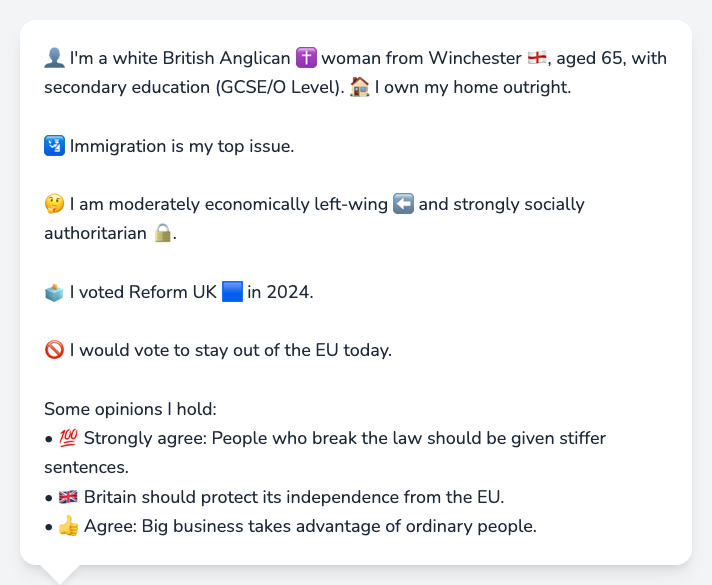 👤 I'm a white British Anglican ✝️ woman from Winchester 🏴󠁧󠁢󠁥󠁮󠁧󠁿, aged 65, with
secondary education (GCSE/O Level). 🏠 I own my home outright.
🛂 Immigration is my top issue.
🤔 I am moderately economically left-wing ⬅️ and strongly socially
authoritarian 🔒.
🗳️ I voted Reform UK 🟦 in 2024.
🚫 I would vote to stay out of the EU today.
Some opinions I hold:
• 💯 Strongly agree: People who break the law should be given stiffer
sentences.
• 🇬🇧 Britain should protect its independence from the EU.
• 👍 Agree: Big business takes advantage of ordinary people.